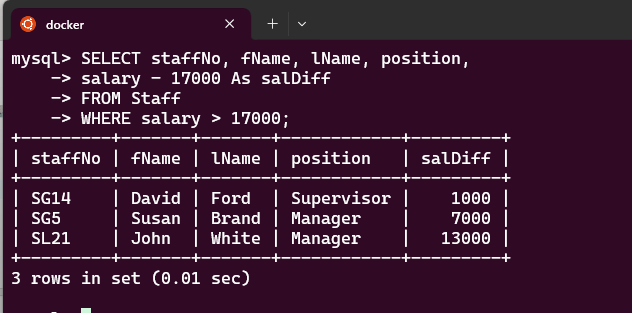 docker
mysql> SELECT staffNo, fName, lName, position,
    -> salary - 17000 As salDiff
    -> FROM Staff
    -> WHERE salary > 17000;
+---------+-------+-------+------------+---------+
| staffNo | fName | lName | position   | salDiff |
+---------+-------+-------+------------+---------+
| SG14    | David | Ford  | Supervisor |    1000 |
| SG5     | Susan | Brand | Manager    |    7000 |
| SL21    | John  | White | Manager    |   13000 |
+---------+-------+-------+------------+---------+
3 rows in set (0.01 sec)